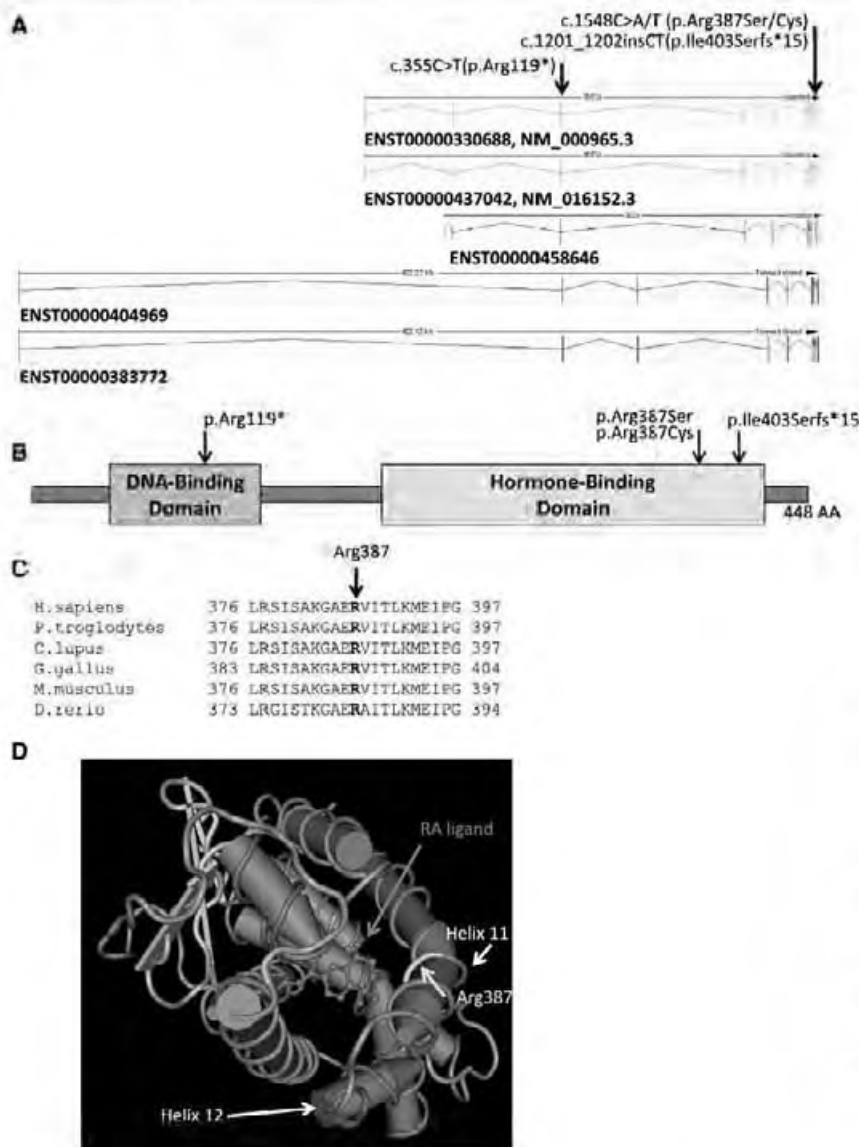 A
c.1548C>A/T (p.Arg387Ser/Cys)
c.1201_1202insCT(p.Ile403Serfs*15)
c.355C>T(p.Arg119*)
ENST00000330688, NM_000965.3
ENST00000437042, NM_016152.3
ENST00000458646
ENST00000404969
ENST00000383772
B
p.Arg119*
p.Arg387Ser
p.Arg387Cys
p.Ile403Serfs*15
DNA-Binding
Domain
Hormone-Binding
Domain
448 AA
C
Arg387
H.sapiens 376 LRSISAKGAERVITLKMEIPG 397
P.troglodytes 376 LRSISAKGAERVITLKMEIPG 397
C.lupus 376 LRSISAKGAERVITLKMEIPG 397
G.gallus 383 LRSISAKGAERVITLKMEIPG 404
M.musculus 376 LRSISAKGAERVITLKMEIPG 397
D.rerio 373 LRGISTKGAERAITLKMEIPG 394
D
RA ligand
Helix 11
Arg387
Helix 12